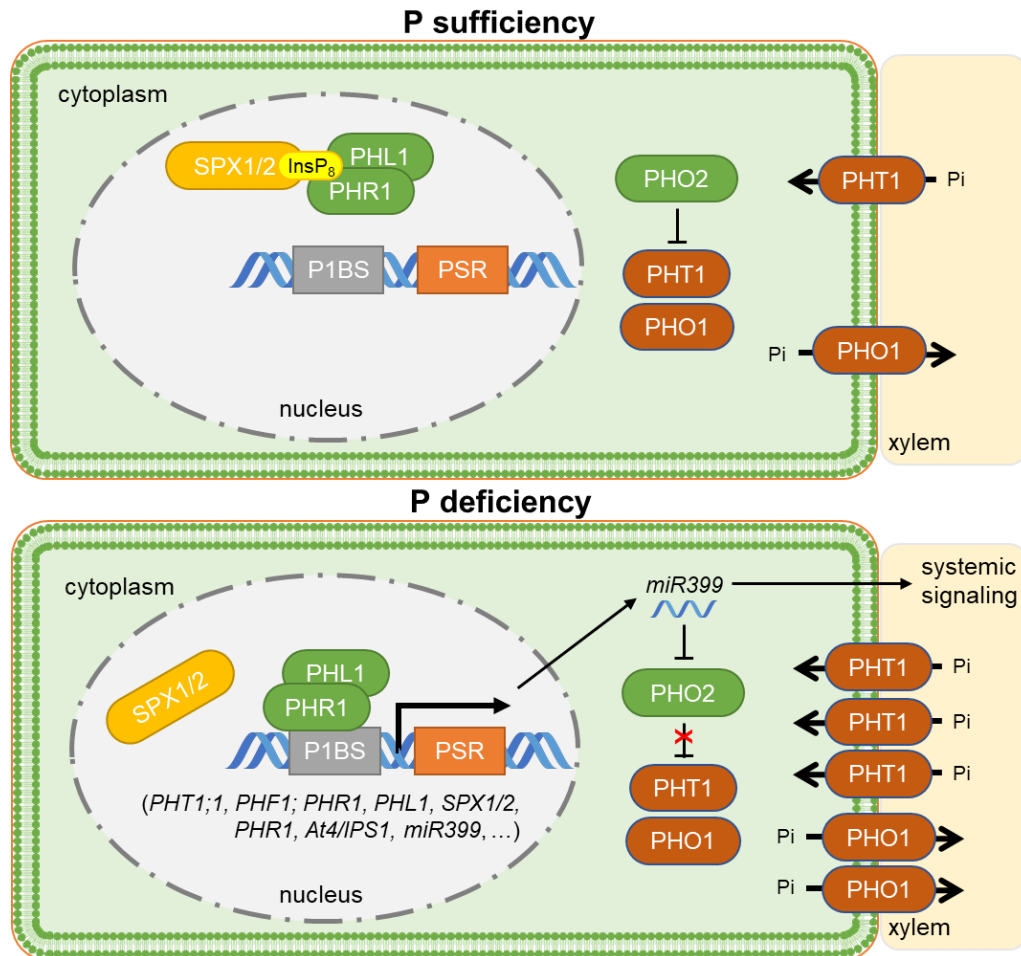 P sufficiency
cytoplasm
SPX1/2
InsP₈
PHL1
PHR1
P1BS
PSR
nucleus
PHO2
PHT1
PHO1
PHT1
Pi
Pi
PHO1
xylem
P deficiency
cytoplasm
miR399
systemic
signaling
SPX1/2
PHL1
PHR1
P1BS
PSR
(PHT1;1, PHF1; PHR1, PHL1, SPX1/2,
PHR1, At4/IPS1, miR399, …)
nucleus
PHO2
PHT1
PHO1
PHT1
Pi
PHT1
Pi
PHT1
Pi
Pi
PHO1
Pi
PHO1
xylem